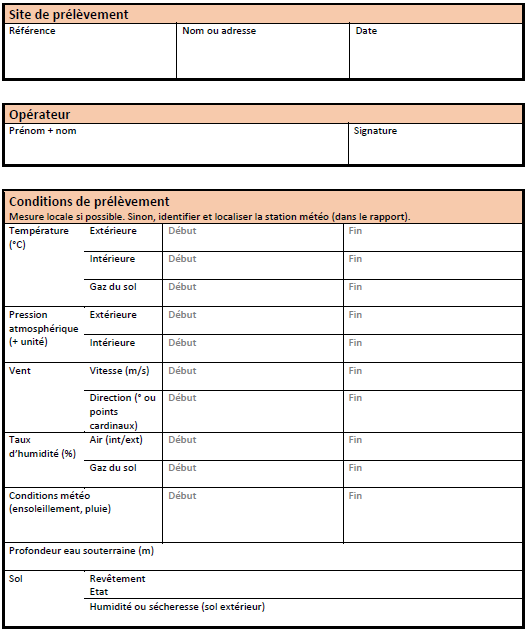 Site de prélèvement
Référence Nom ou adresse Date
Opérateur
Prénom + nom Signature
Conditions de prélèvement
Mesure locale si possible. Sinon, identifier et localiser la station météo (dans le rapport).
Température Extérieure Début Fin
(°C)
Intérieure Début Fin
Gaz du sol Début Fin
Pression Extérieure Début Fin
atmosphérique
(+ unité) Intérieure Début Fin
Vent Vitesse (m/s) Début Fin
Direction (° ou Début Fin
points
cardinaux)
Taux Air (int/ext) Début Fin
d'humidité (%)
Gaz du sol Début Fin
Conditions météo Début Fin
(ensoleillement, pluie)
Profondeur eau souterraine (m)
Sol Revêtement
Etat
Humidité ou sécheresse (sol extérieur)